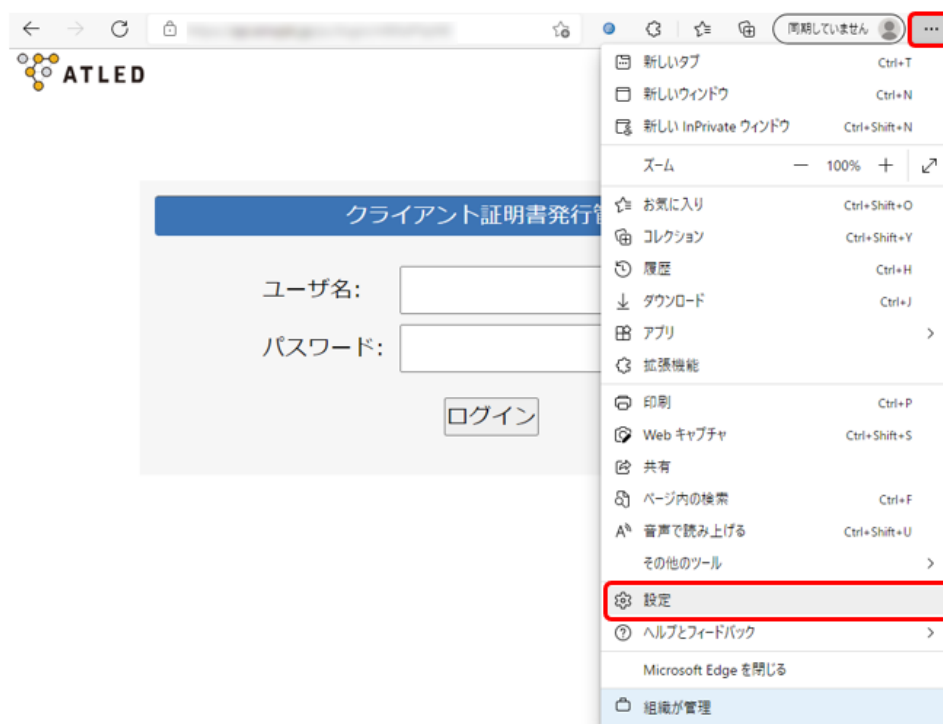 同期していません
ATLED
クライアント証明書発行管
ユーザ名:
パスワード:
ログイン
新しいタブ Ctrl+T
新しいウィンドウ Ctrl+N
新しい InPrivate ウィンドウ Ctrl+Shift+N
ズーム — 100% +
お気に入り Ctrl+Shift+O
コレクション Ctrl+Shift+Y
履歴 Ctrl+H
ダウンロード Ctrl+J
アプリ
拡張機能
印刷 Ctrl+P
Web キャプチャ Ctrl+Shift+S
共有
ページ内の検索 Ctrl+F
音声で読み上げる Ctrl+Shift+U
その他のツール
設定
ヘルプとフィードバック
Microsoft Edge を閉じる
組織が管理